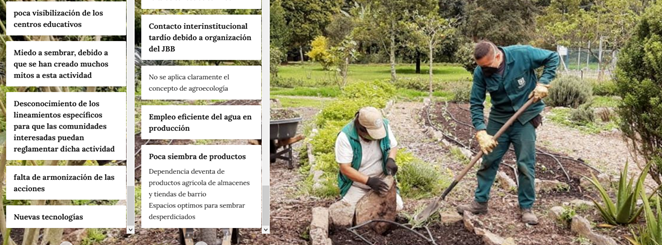 poca visibilización de los
centros educativos
Miedo a sembrar, debido a
que se han creado muchos
mitos a esta actividad
Desconocimiento de los
lineamientos específicos
para que las comunidades
interesadas puedan
reglamentar dicha actividad
falta de armonización de las
acciones
Nuevas tecnologías
Contacto interinstitucional
tardío debido a organización
del JBB
No se aplica claramente el
concepto de agroecología
Empleo eficiente del agua en
producción
Poca siembra de productos
Dependencia deventa de
productos agrícola de almacenes
y tiendas de barrio
Espacios optimos para sembrar
desperdiciados